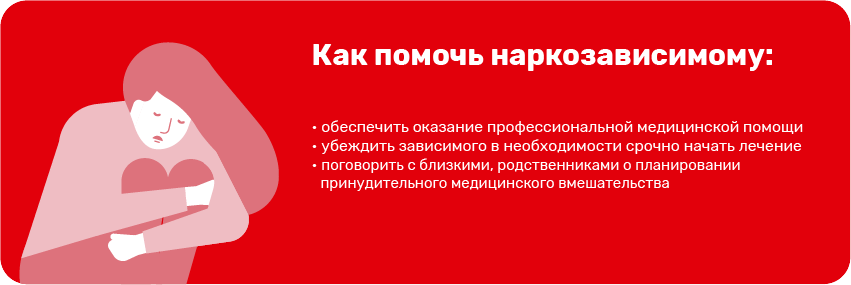 Как помочь наркозависимому:
• обеспечить оказание профессиональной медицинской помощи
• убеждить зависимого в необходимости срочно начать лечение
• поговорить с близкими, родственниками о планировании
принудительного медицинского вмешательства